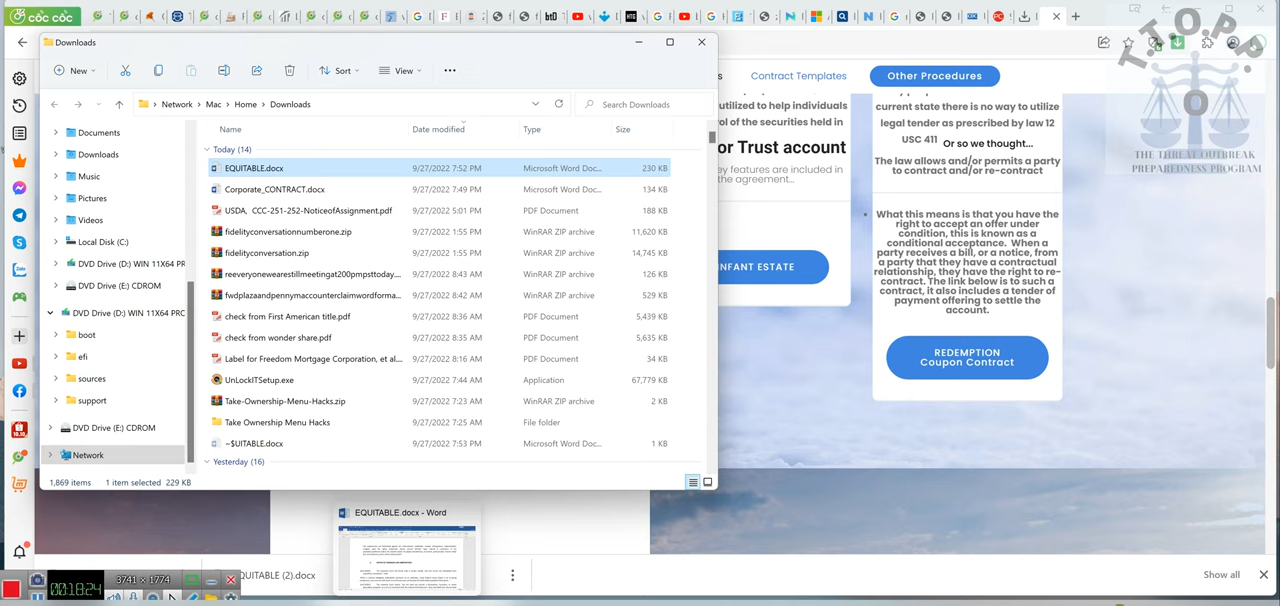 cốc cốc
Downloads
New
Sort
View
Network
Mac
Home
Downloads
Search Downloads
Documents
Downloads
Music
Pictures
Videos
Local Disk (C:)
DVD Drive (D:) WIN 11X64 PR
DVD Drive (E:) CDROM
DVD Drive (D:) WIN 11X64 PRC
boot
efi
sources
support
DVD Drive (E:) CDROM
Network
Name Date modified Type Size
Today (14)
EQUITABLE.docx 9/27/2022 7:52 PM Microsoft Word Doc... 230 KB
Corporate_CONTRACT.docx 9/27/2022 7:49 PM Microsoft Word Doc... 134 KB
USDA, CCC-251-252-NoticeofAssignment.pdf 9/27/2022 5:01 PM PDF Document 188 KB
fidelityconversationnumberone.zip 9/27/2022 1:55 PM WinRAR ZIP archive 11,620 KB
fidelityconversation.zip 9/27/2022 1:55 PM WinRAR ZIP archive 14,745 KB
reeveryonewearestillmeetingat200pmpsttoday.... 9/27/2022 8:43 AM WinRAR ZIP archive 126 KB
fwdplazaandpennymaccounterclaimwordforma... 9/27/2022 8:42 AM WinRAR ZIP archive 529 KB
check from First American title.pdf 9/27/2022 8:36 AM PDF Document 5,439 KB
check from wonder share.pdf 9/27/2022 8:35 AM PDF Document 5,635 KB
Label for Freedom Mortgage Corporation, et al.... 9/27/2022 8:16 AM PDF Document 34 KB
UnLockITSetup.exe 9/27/2022 7:44 AM Application 67,779 KB
Take-Ownership-Menu-Hacks.zip 9/27/2022 7:23 AM WinRAR ZIP archive 2 KB
Take Ownership Menu Hacks 9/27/2022 7:25 AM File folder
~$UITABLE.docx 9/27/2022 7:53 PM Microsoft Word Doc... 1 KB
Yesterday (16)
1,869 items 1 item selected 229 KB
EQUITABLE.docx - Word
QUITABLE (2).docx
Show all
00:18:24
s
Contract Templates
Other Procedures
utilized to help individuals
rol of the securities held in
or Trust account
ey features are included in
the agreement...
INFANT ESTATE
current state there is no way to utilize
legal tender as prescribed by law 12
USC 411 Or so we thought...
The law allows and/or permits a party
to contract and/or re-contract
What this means is that you have the
right to accept an offer under
condition, this is known as a
conditional acceptance. When a
party receives a bill, or a notice, from
a party that they have a contractual
relationship, they have the right to re-
contract. The link below is to such a
contract, it also includes a tender of
payment offering to settle the
account.
REDEMPTION
Coupon Contract
T.T.O.P.P.O
THE THREAT OUTBREAK
PREPAREDNESS PROGRAM